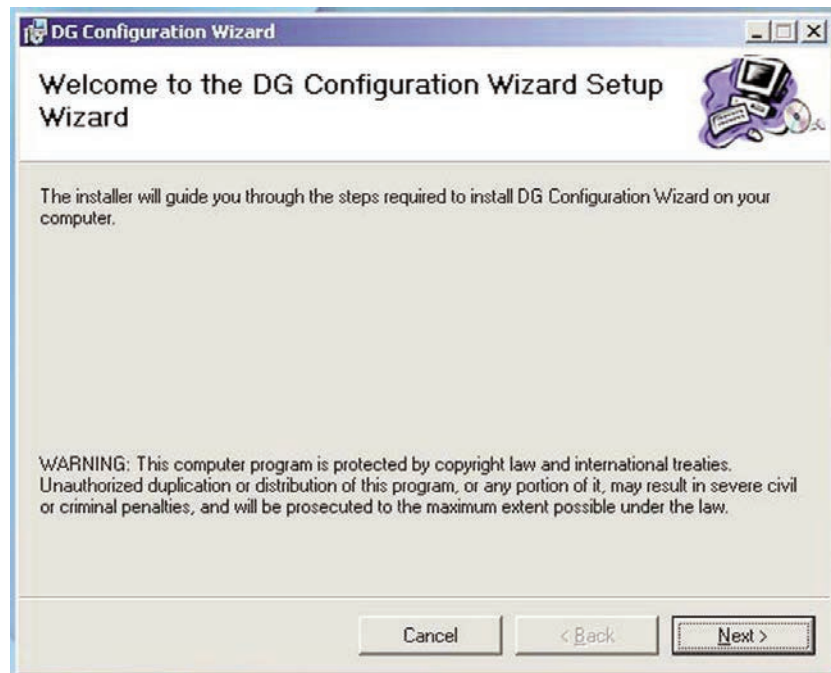 DG Configuration Wizard
Welcome to the DG Configuration Wizard Setup
Wizard
The installer will guide you through the steps required to install DG Configuration Wizard on your
computer.
WARNING: This computer program is protected by copyright law and international treaties.
Unauthorized duplication or distribution of this program, or any portion of it, may result in severe civil
or criminal penalties, and will be prosecuted to the maximum extent possible under the law.
Cancel < Back Next >